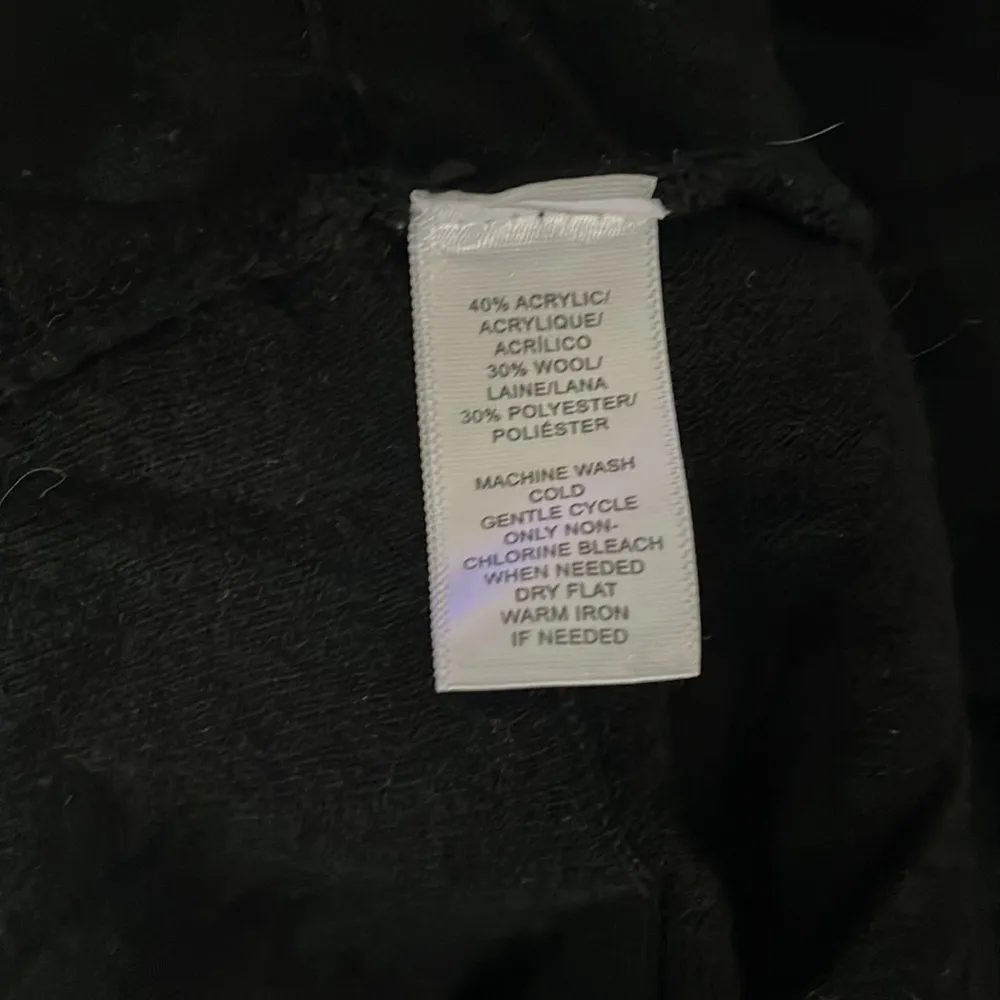 40% ACRYLIC/
ACRYLIQUE/
ACRÍLICO
30% WOOL/
LAINE/LANA
30% POLYESTER/
POLIÉSTER
MACHINE WASH
COLD
GENTLE CYCLE
ONLY NON-
CHLORINE BLEACH
WHEN NEEDED
DRY FLAT
WARM IRON
IF NEEDED